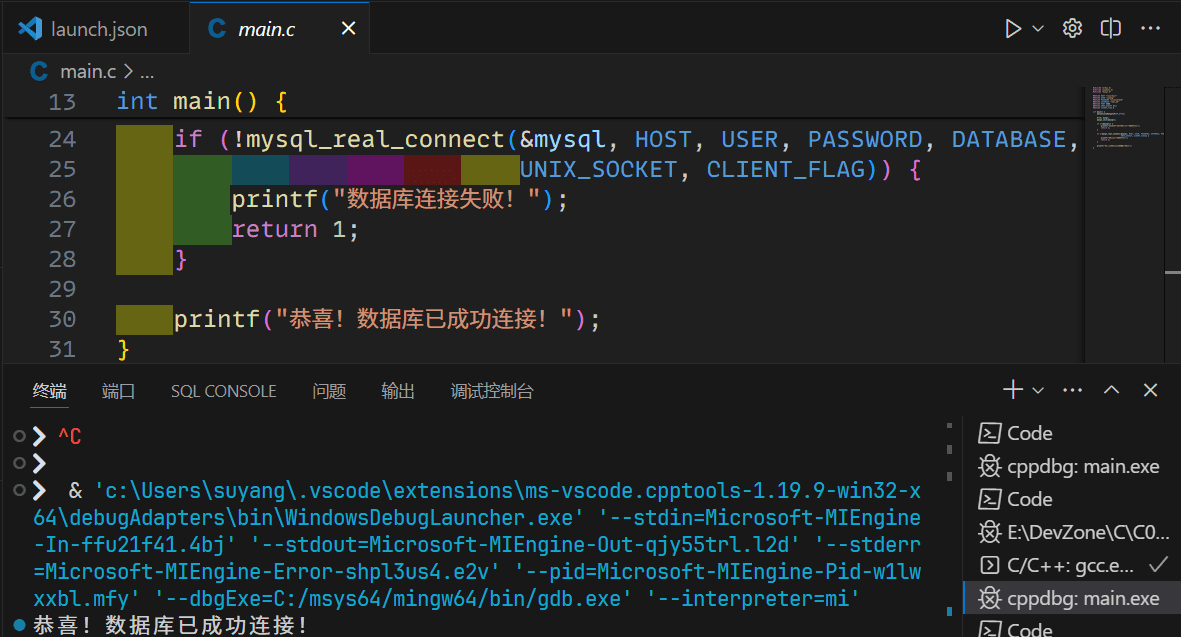 launch.json
main.c
main.c > ...
13 int main() {
24 if (!mysql_real_connect(&mysql, HOST, USER, PASSWORD, DATABASE,
25 UNIX_SOCKET, CLIENT_FLAG)) {
26 printf("数据库连接失败！");
27 return 1;
28 }
29
30 printf("恭喜！数据库已成功连接！");
31 }
终端 端口 SQL CONSOLE 问题 输出 调试控制台
^C
& 'c:\Users\suyang\.vscode\extensions\ms-vscode.cpptools-1.19.9-win32-x
64\debugAdapters\bin\WindowsDebugLauncher.exe' '--stdin=Microsoft-MIEngine
-In-ffu21f41.4bj' '--stdout=Microsoft-MIEngine-Out-qjy55trl.l2d' '--stderr
=Microsoft-MIEngine-Error-shpl3us4.e2v' '--pid=Microsoft-MIEngine-Pid-w1lw
xxbl.mfy' '--dbgExe=C:/msys64/mingw64/bin/gdb.exe' '--interpreter=mi'
恭喜！数据库已成功连接！
Code
cppdbg: main.exe
Code
E:\DevZone\C\C0...
C/C++: gcc.e...
cppdbg: main.exe
Code